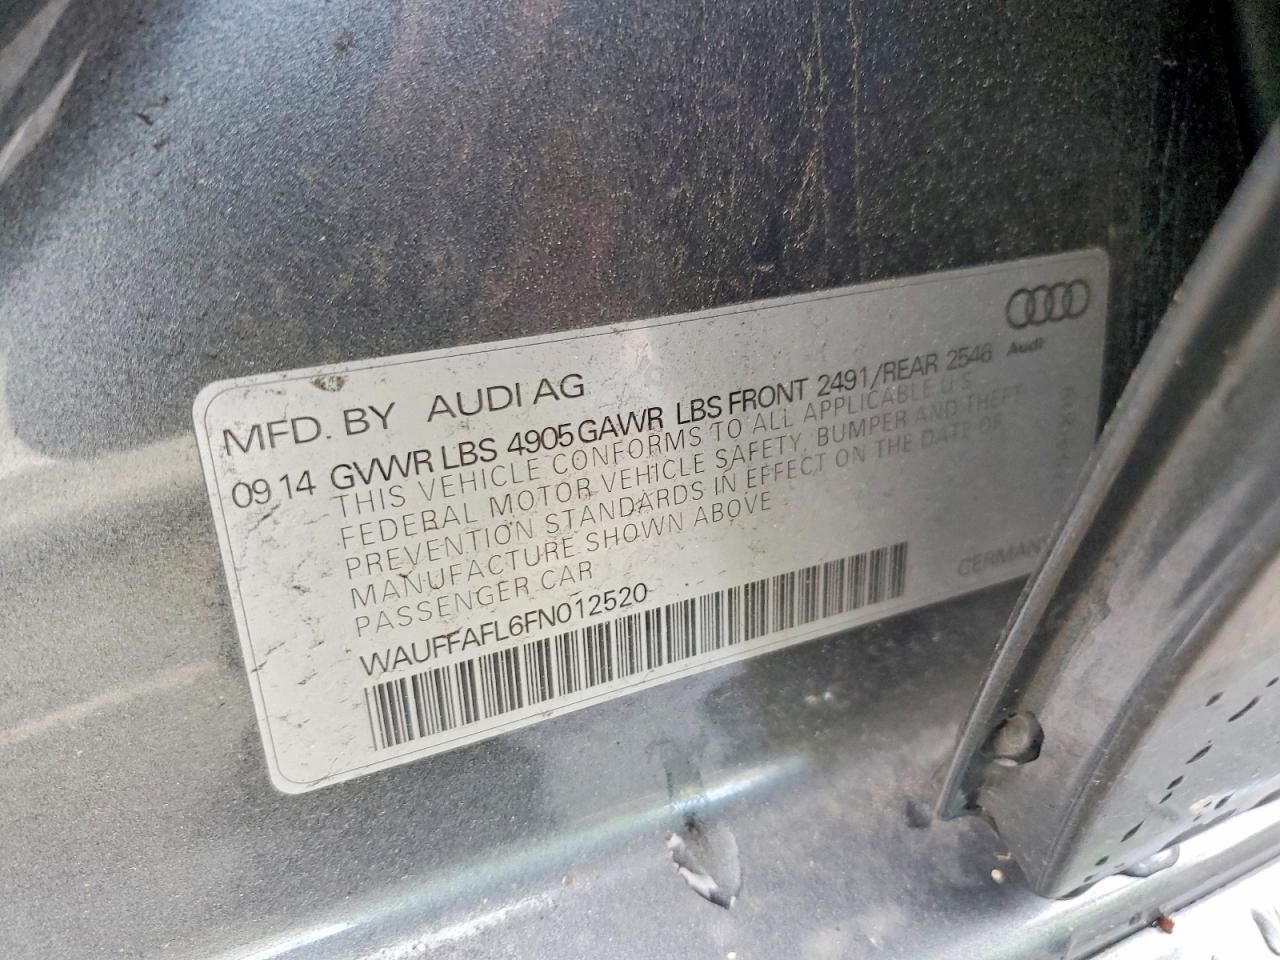 Audi
MFD. BY AUDI AG
09 14 GVWR LBS 4905 GAWR LBS FRONT 2491/REAR 2546
THIS VEHICLE CONFORMS TO ALL APPLICABLE U.S.
FEDERAL MOTOR VEHICLE SAFETY, BUMPER AND THEFT
PREVENTION STANDARDS IN EFFECT ON THE DATE OF
MANUFACTURE SHOWN ABOVE
PASSENGER CAR
WAUFFAFL6FN012520
GERMANY